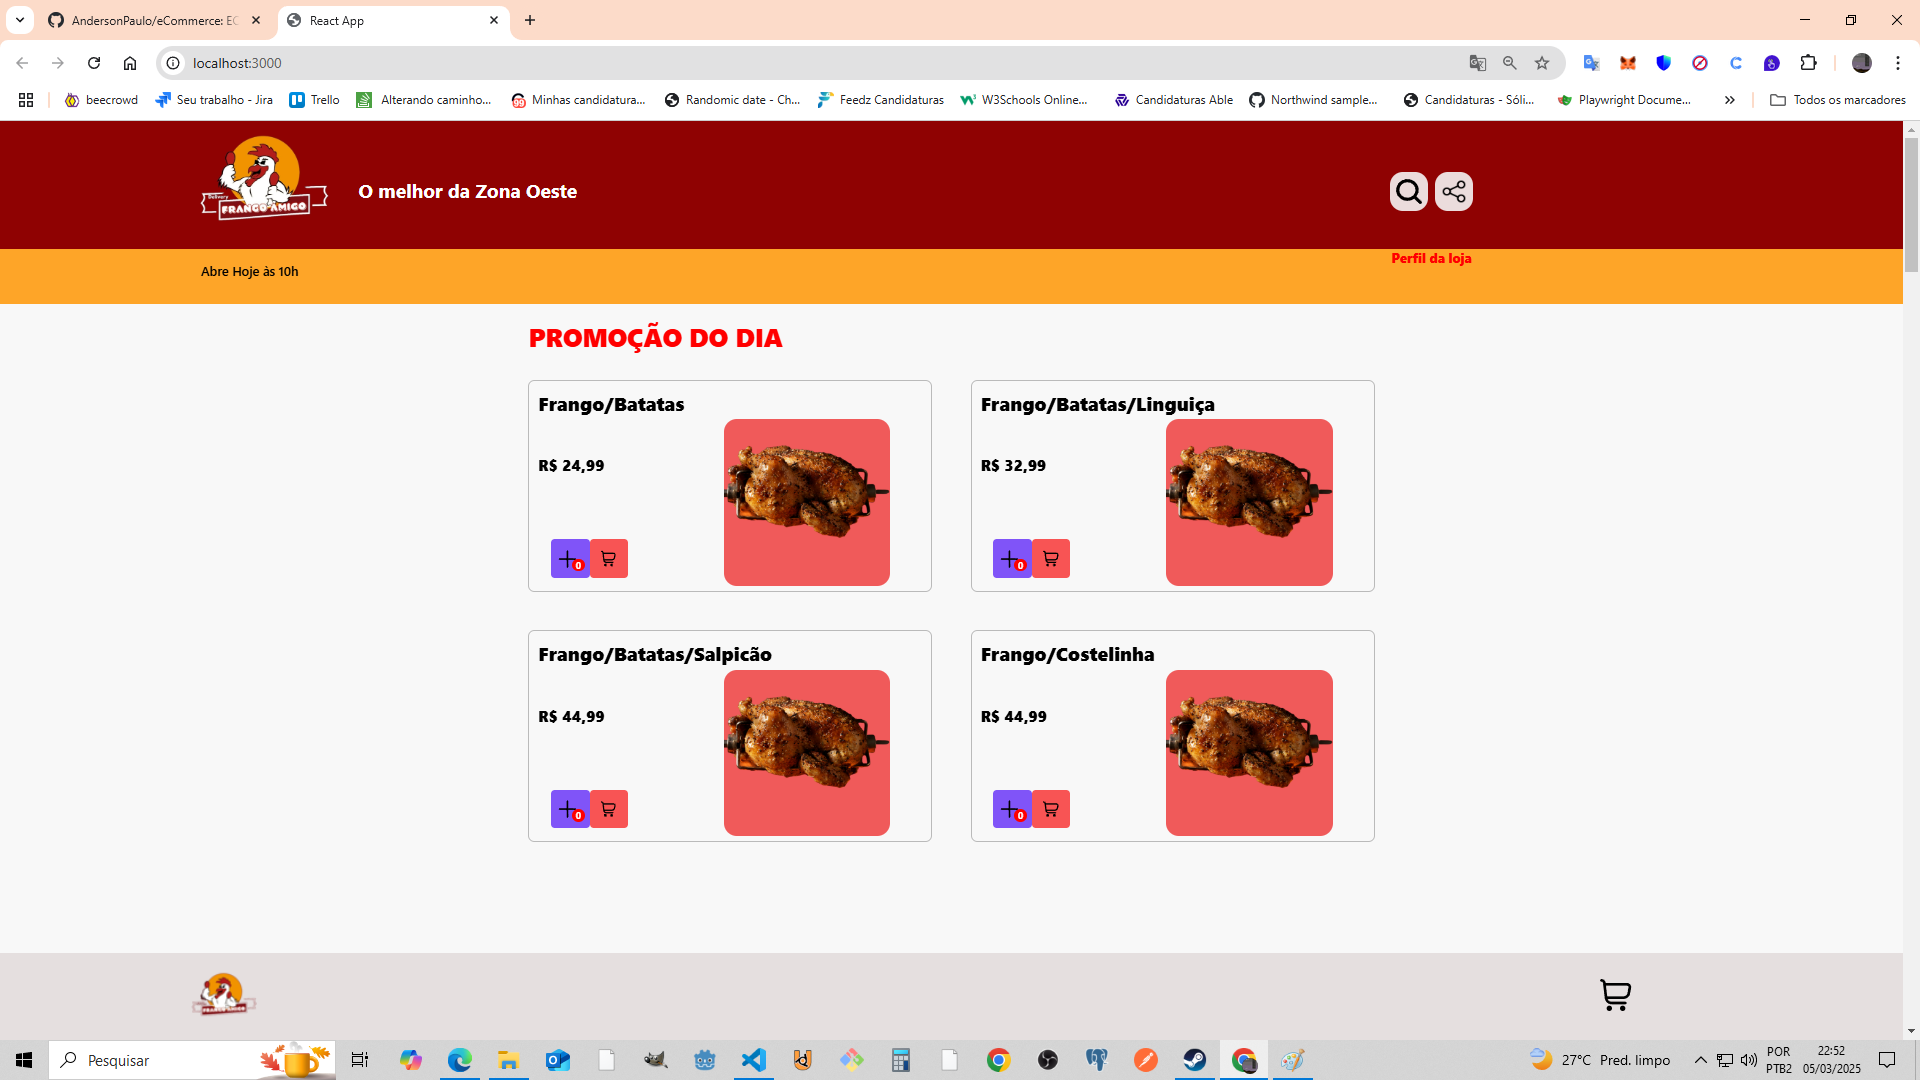 AndersonPaulo/eCommerce: EC
React App
localhost:3000
beecrowd
Seu trabalho - Jira
Trello
Alterando caminho...
Minhas candidatura...
Randomic date - Ch...
Feedz Candidaturas
W3Schools Online...
Candidaturas Able
Northwind sample...
Candidaturas - Sóli...
Playwright Docume...
Todos os marcadores
Delivery
FRANGO AMIGO
O melhor da Zona Oeste
Abre Hoje às 10h
Perfil da loja
PROMOÇÃO DO DIA
Frango/Batatas
R$ 24,99
0
Frango/Batatas/Linguiça
R$ 32,99
0
Frango/Batatas/Salpicão
R$ 44,99
0
Frango/Costelinha
R$ 44,99
0
FRANGO AMIGO
Pesquisar
27°C Pred. limpo
POR
PTB2
22:52
05/03/2025